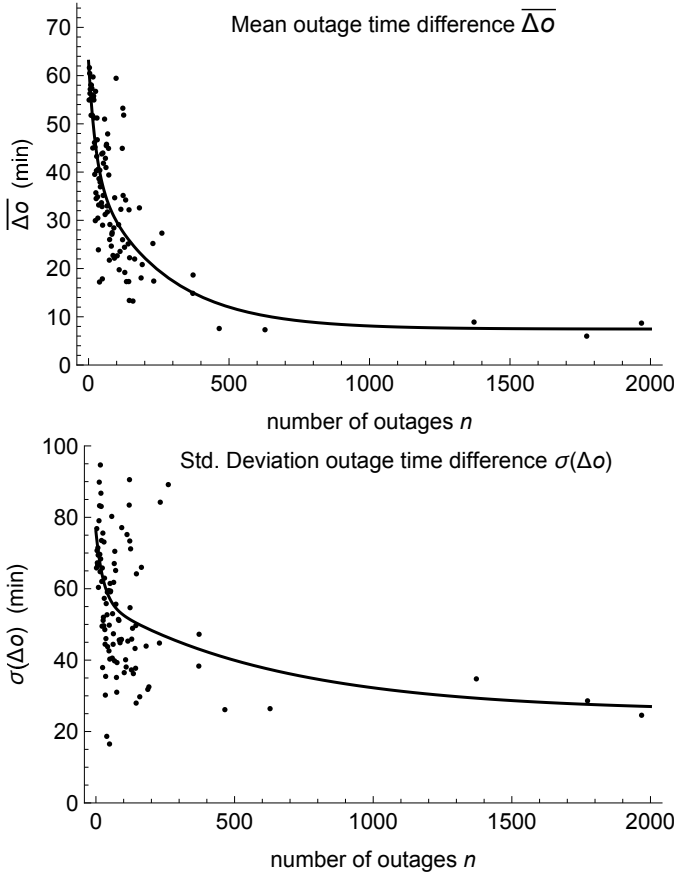 Mean outage time difference Δo
70
60
50
40
30
20
10
0
Δo (min)
0 500 1000 1500 2000
number of outages n
Std. Deviation outage time difference σ(Δo)
100
80
60
40
20
0
σ(Δo) (min)
0 500 1000 1500 2000
number of outages n